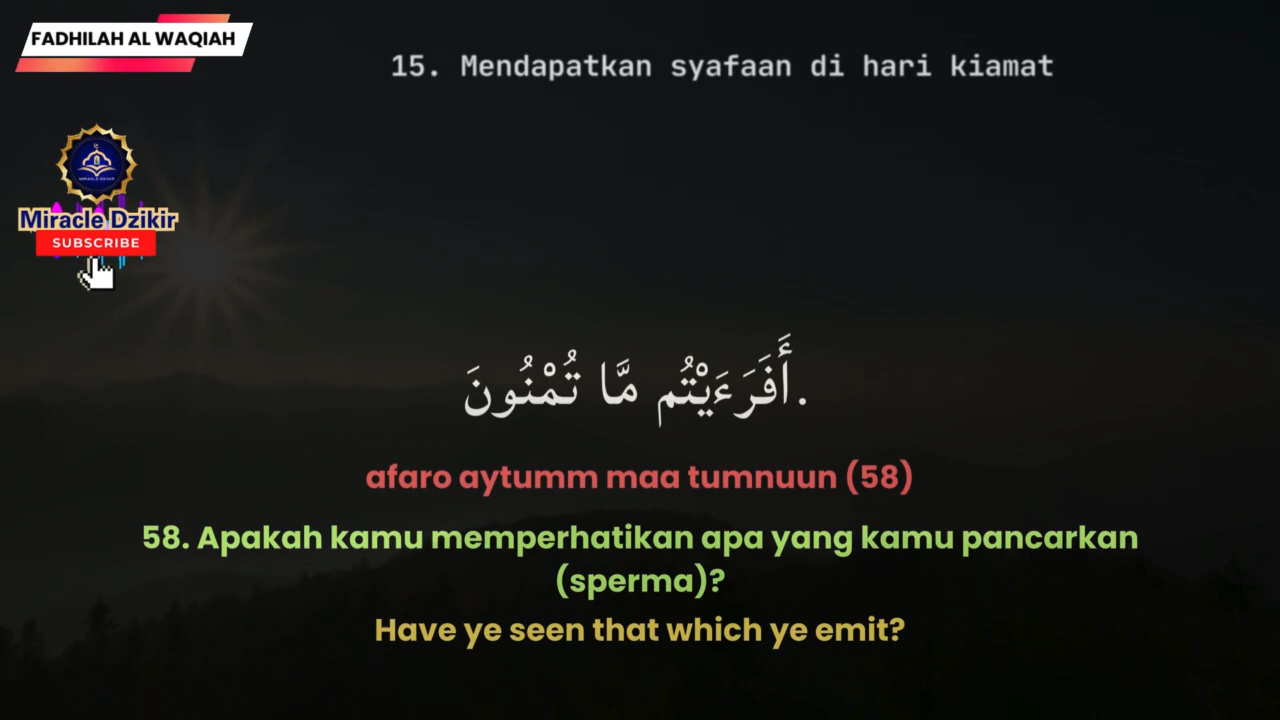 FADHILAH AL WAQIAH
15. Mendapatkan syafaan di hari kiamat
Miracle Dzikir
SUBSCRIBE
أَفَرَءَيْتُم مَّا تُمْنُونَ.
afaro aytumm maa tumnuun (58)
58. Apakah kamu memperhatikan apa yang kamu pancarkan
(sperma)?
Have ye seen that which ye emit?